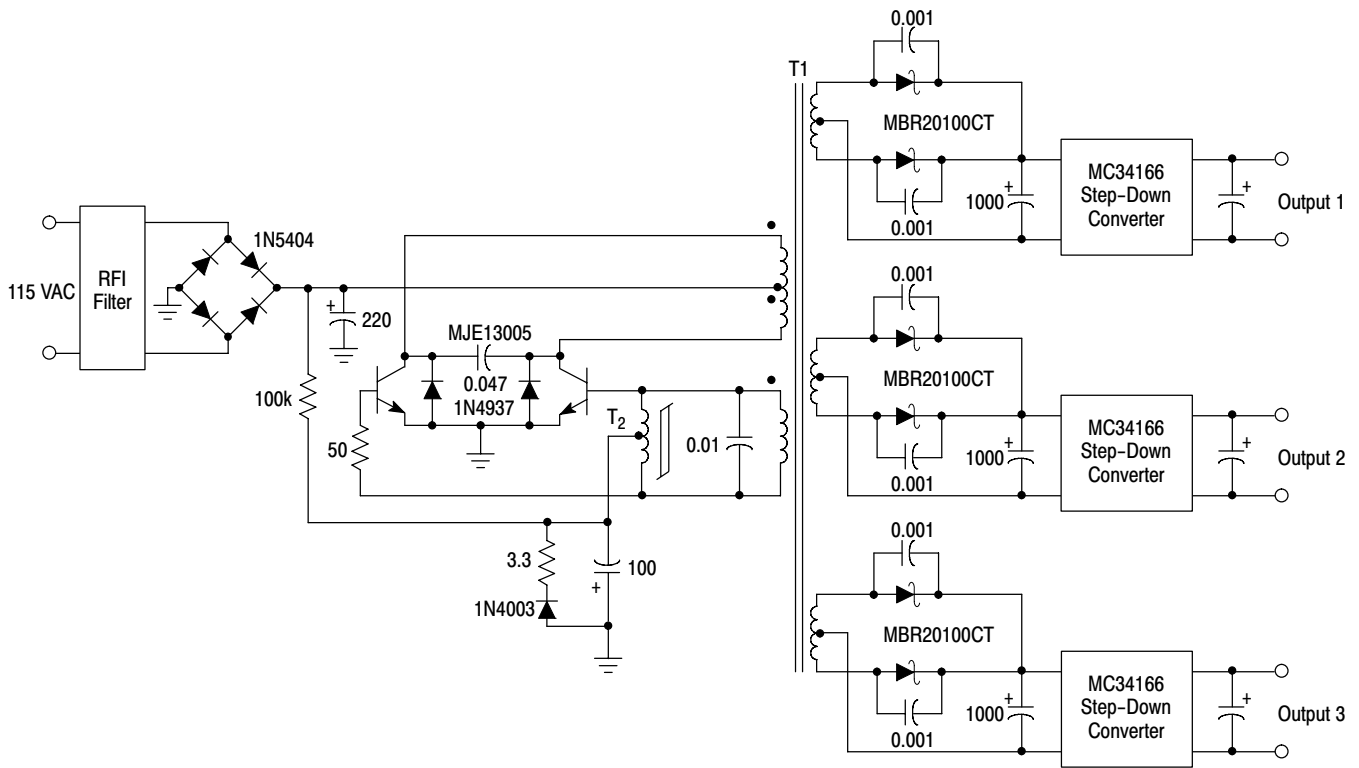 0.001
T1
MBR20100CT
0.001
1000
+
MC34166
Step-Down
Converter
+
Output 1
115 VAC
RFI
Filter
1N5404
+
220
100k
MJE13005
0.047
1N4937
50
T2
0.01
3.3
1N4003
100
+
0.001
MBR20100CT
0.001
1000
+
MC34166
Step-Down
Converter
+
Output 2
0.001
MBR20100CT
0.001
1000
+
MC34166
Step-Down
Converter
+
Output 3